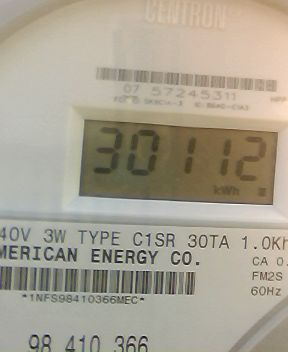 CENTRON®
07 57245311
30112
kWh
40V 3W TYPE C1SR 30TA 1.0Kh
MERICAN ENERGY CO.
CA 0.
FM2S
60Hz
*1NFS98410366MEC*
98 410 366